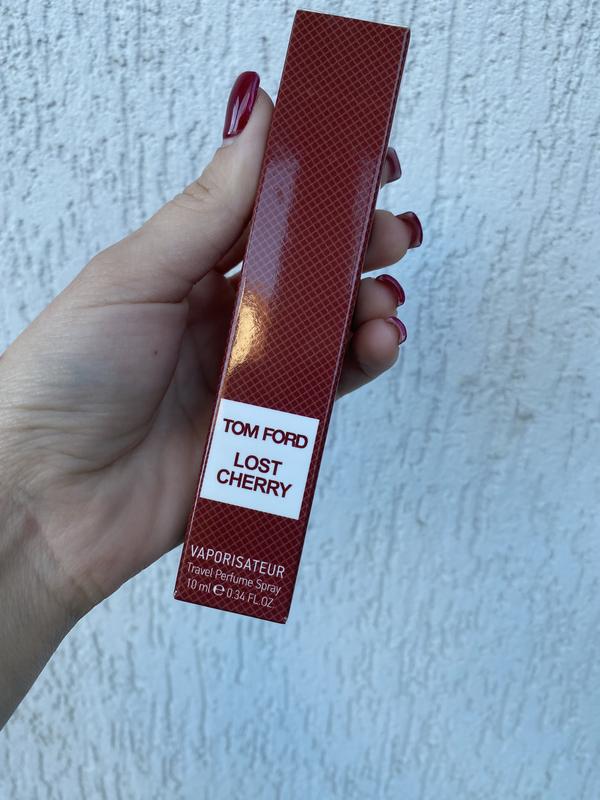 TOM FORD
LOST
CHERRY
VAPORISATEUR
Travel Perfume Spray
10 ml ℮ 0.34 FL.OZ